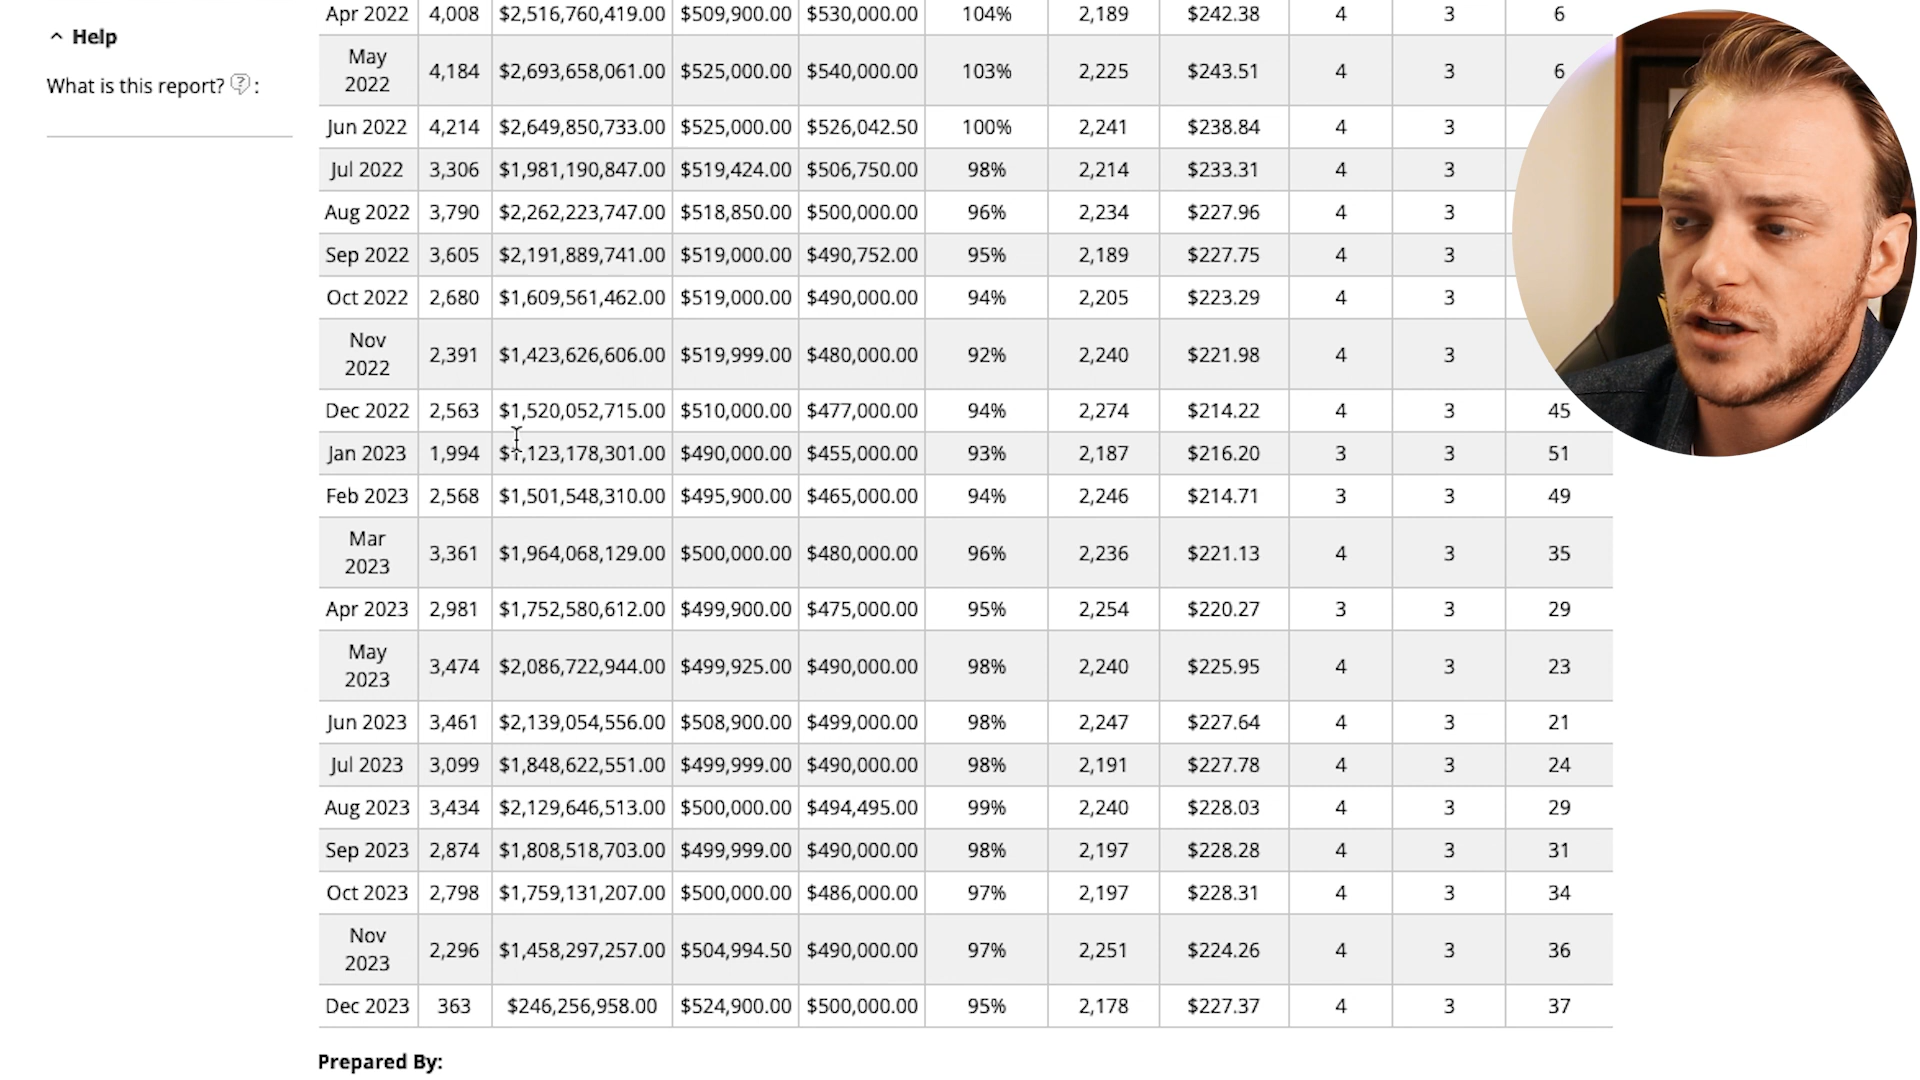 Help
What is this report? :
Apr 2022 4,008 $2,516,760,419.00 $509,900.00 $530,000.00 104% 2,189 $242.38 4 3 6
May 2022 4,184 $2,693,658,061.00 $525,000.00 $540,000.00 103% 2,225 $243.51 4 3 6
Jun 2022 4,214 $2,649,850,733.00 $525,000.00 $526,042.50 100% 2,241 $238.84 4 3
Jul 2022 3,306 $1,981,190,847.00 $519,424.00 $506,750.00 98% 2,214 $233.31 4 3
Aug 2022 3,790 $2,262,223,747.00 $518,850.00 $500,000.00 96% 2,234 $227.96 4 3
Sep 2022 3,605 $2,191,889,741.00 $519,000.00 $490,752.00 95% 2,189 $227.75 4 3
Oct 2022 2,680 $1,609,561,462.00 $519,000.00 $490,000.00 94% 2,205 $223.29 4 3
Nov 2022 2,391 $1,423,626,606.00 $519,999.00 $480,000.00 92% 2,240 $221.98 4 3
Dec 2022 2,563 $1,520,052,715.00 $510,000.00 $477,000.00 94% 2,274 $214.22 4 3 45
Jan 2023 1,994 $1,123,178,301.00 $490,000.00 $455,000.00 93% 2,187 $216.20 3 3 51
Feb 2023 2,568 $1,501,548,310.00 $495,900.00 $465,000.00 94% 2,246 $214.71 3 3 49
Mar 2023 3,361 $1,964,068,129.00 $500,000.00 $480,000.00 96% 2,236 $221.13 4 3 35
Apr 2023 2,981 $1,752,580,612.00 $499,900.00 $475,000.00 95% 2,254 $220.27 3 3 29
May 2023 3,474 $2,086,722,944.00 $499,925.00 $490,000.00 98% 2,240 $225.95 4 3 23
Jun 2023 3,461 $2,139,054,556.00 $508,900.00 $499,000.00 98% 2,247 $227.64 4 3 21
Jul 2023 3,099 $1,848,622,551.00 $499,999.00 $490,000.00 98% 2,191 $227.78 4 3 24
Aug 2023 3,434 $2,129,646,513.00 $500,000.00 $494,495.00 99% 2,240 $228.03 4 3 29
Sep 2023 2,874 $1,808,518,703.00 $499,999.00 $490,000.00 98% 2,197 $228.28 4 3 31
Oct 2023 2,798 $1,759,131,207.00 $500,000.00 $486,000.00 97% 2,197 $228.31 4 3 34
Nov 2023 2,296 $1,458,297,257.00 $504,994.50 $490,000.00 97% 2,251 $224.26 4 3 36
Dec 2023 363 $246,256,958.00 $524,900.00 $500,000.00 95% 2,178 $227.37 4 3 37
Prepared By: